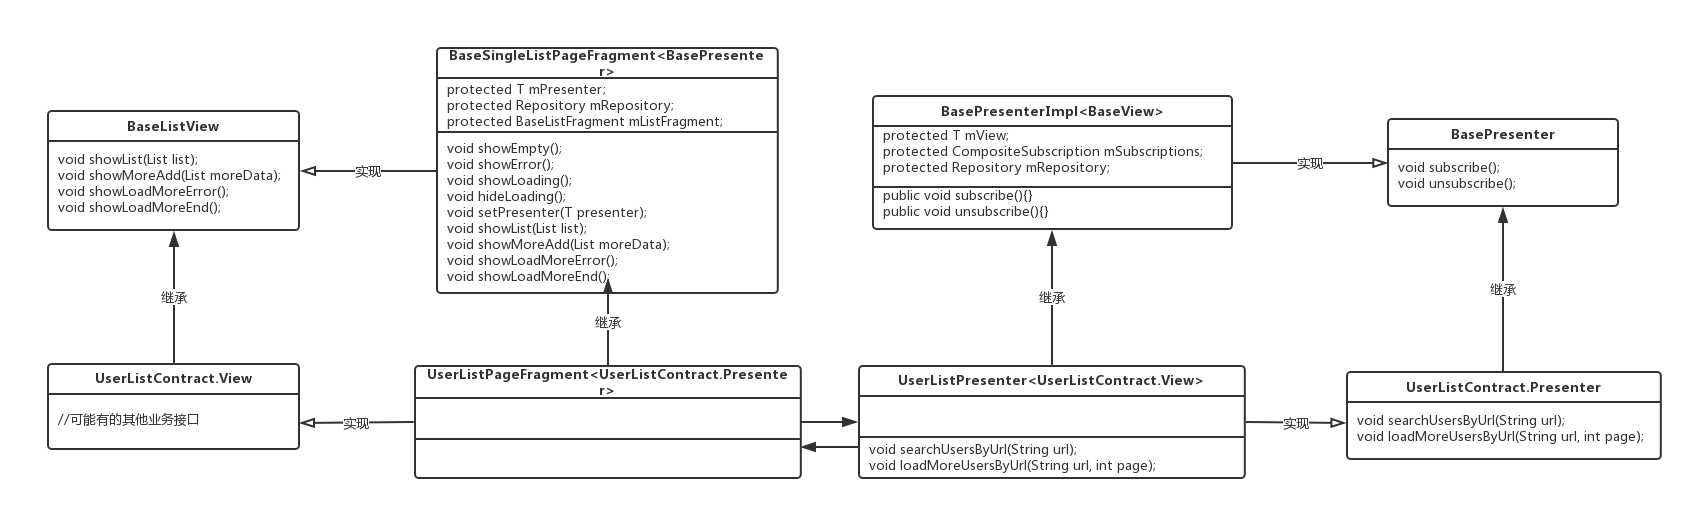 BaseListView
void showList(List list);
void showMoreAdd(List moreData);
void showLoadMoreError();
void showLoadMoreEnd();
实现
BaseSingleListPageFragment<BasePresente
r>
protected T mPresenter;
protected Repository mRepository;
protected BaseListFragment mListFragment;
void showEmpty();
void showError();
void showLoading();
void hideLoading();
void setPresenter(T presenter);
void showList(List list);
void showMoreAdd(List moreData);
void showLoadMoreError();
void showLoadMoreEnd();
BasePresenterImpl<BaseView>
protected T mView;
protected CompositeSubscription mSubscriptions;
protected Repository mRepository;
public void subscribe(){}
public void unsubscribe(){}
实现
BasePresenter
void subscribe();
void unsubscribe();
继承
继承
继承
继承
UserListContract.View
//可能有的其他业务接口
实现
UserListPageFragment<UserListContract.Presente
r>
UserListPresenter<UserListContract.View>
void searchUsersByUrl(String url);
void loadMoreUsersByUrl(String url, int page);
实现
UserListContract.Presenter
void searchUsersByUrl(String url);
void loadMoreUsersByUrl(String url, int page);